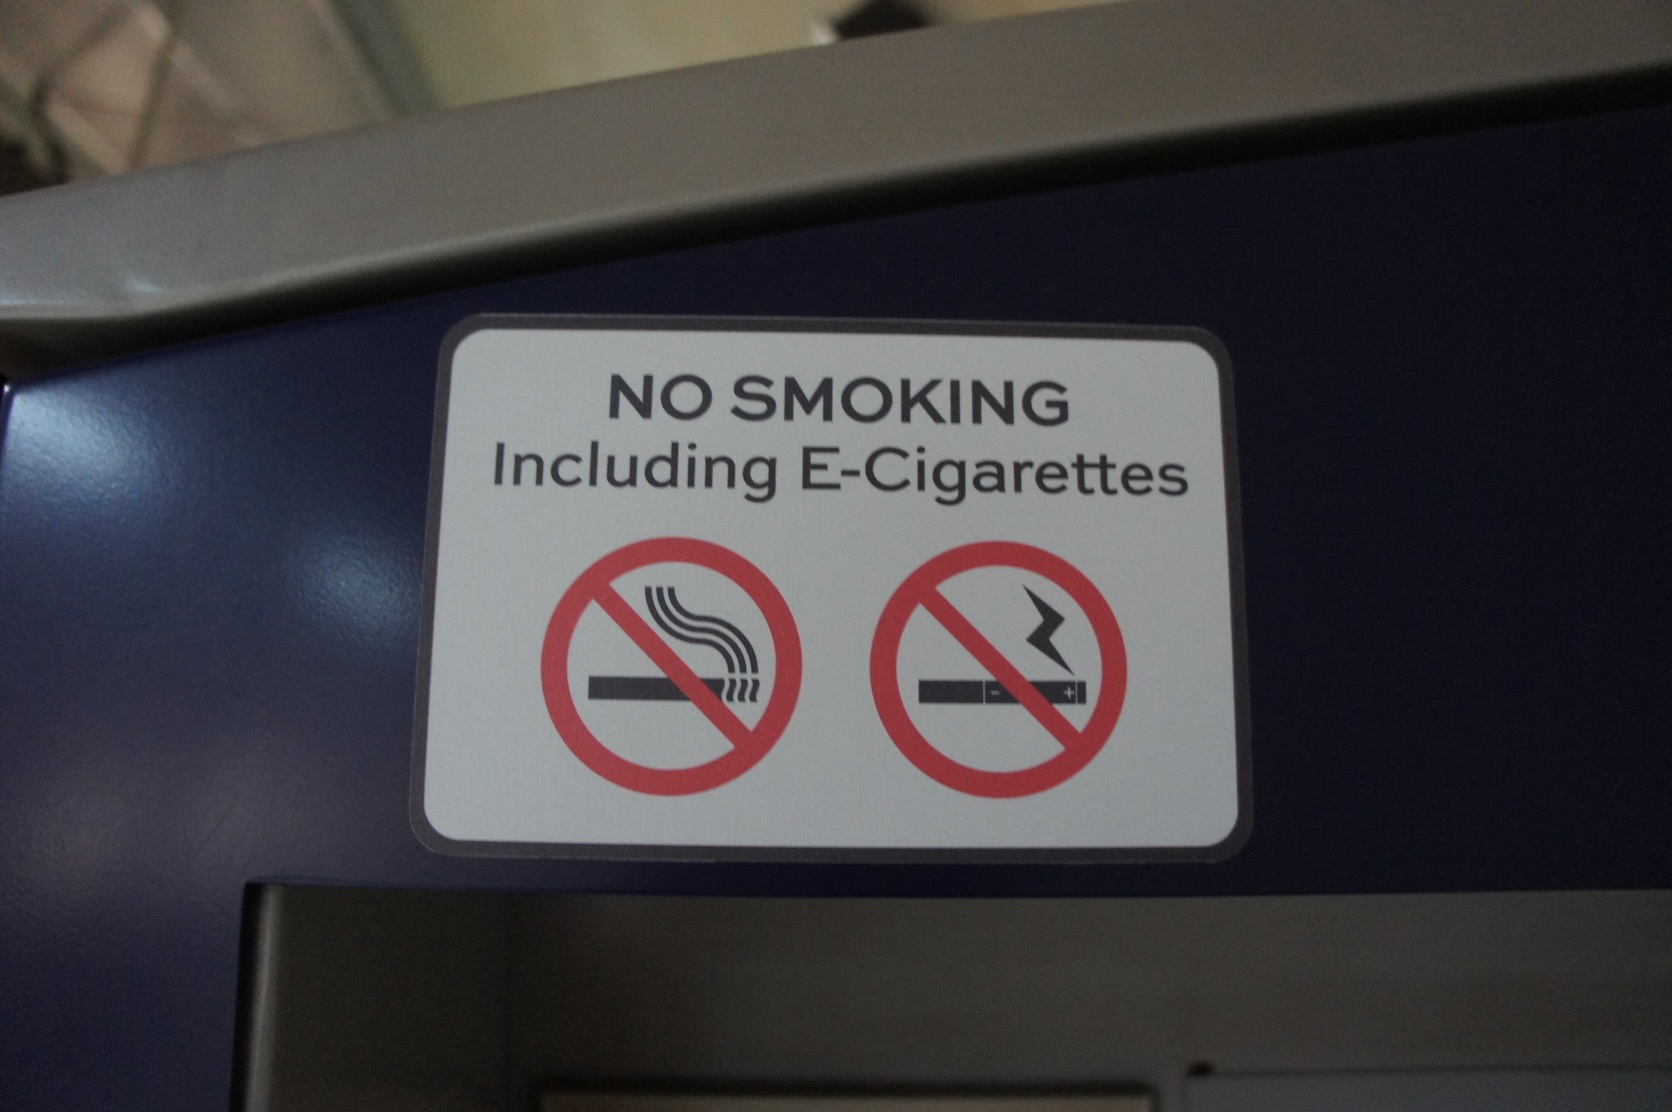 NO SMOKING
Including E-Cigarettes
- +